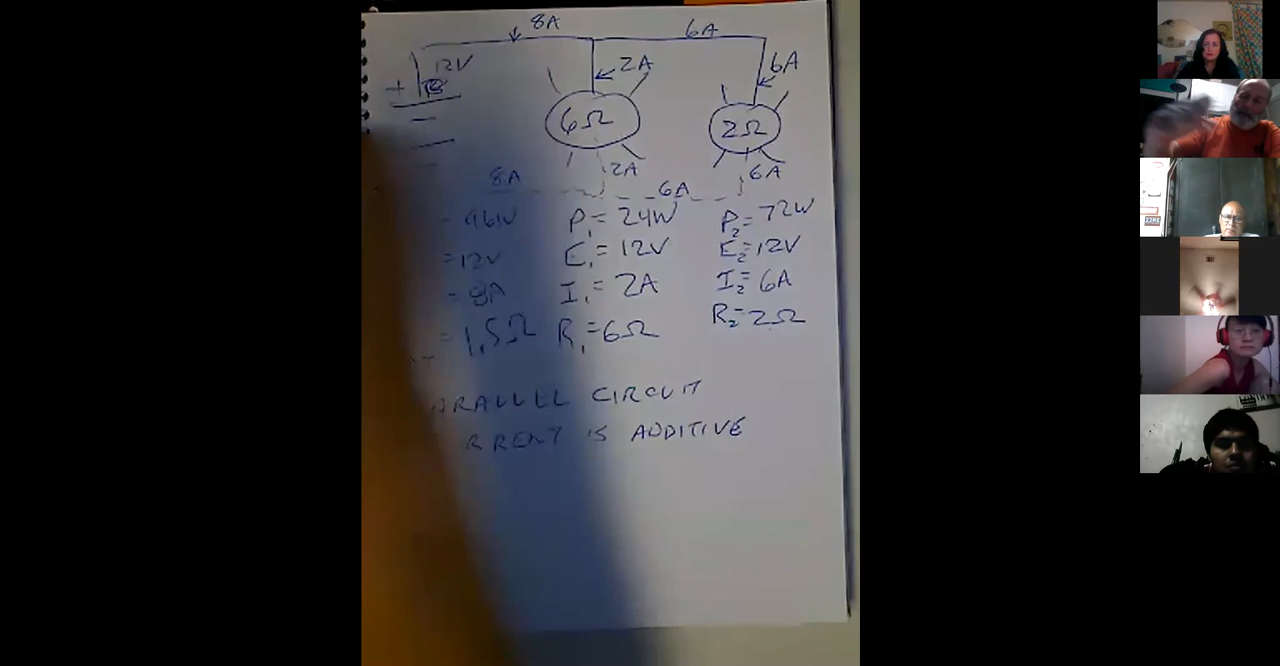 8A 6A
12V 2A 6A
+
6Ω 2Ω
8A 2A 6A 6A
= 96W P₁= 24W P₂= 72W
= 12V E₁= 12V E₂= 12V
= 8A I₁= 2A I₂= 6A
= 1,5Ω R₁= 6Ω R₂= 2Ω
ARALLEL CIRCUIT
RRENT IS ADDITIVE